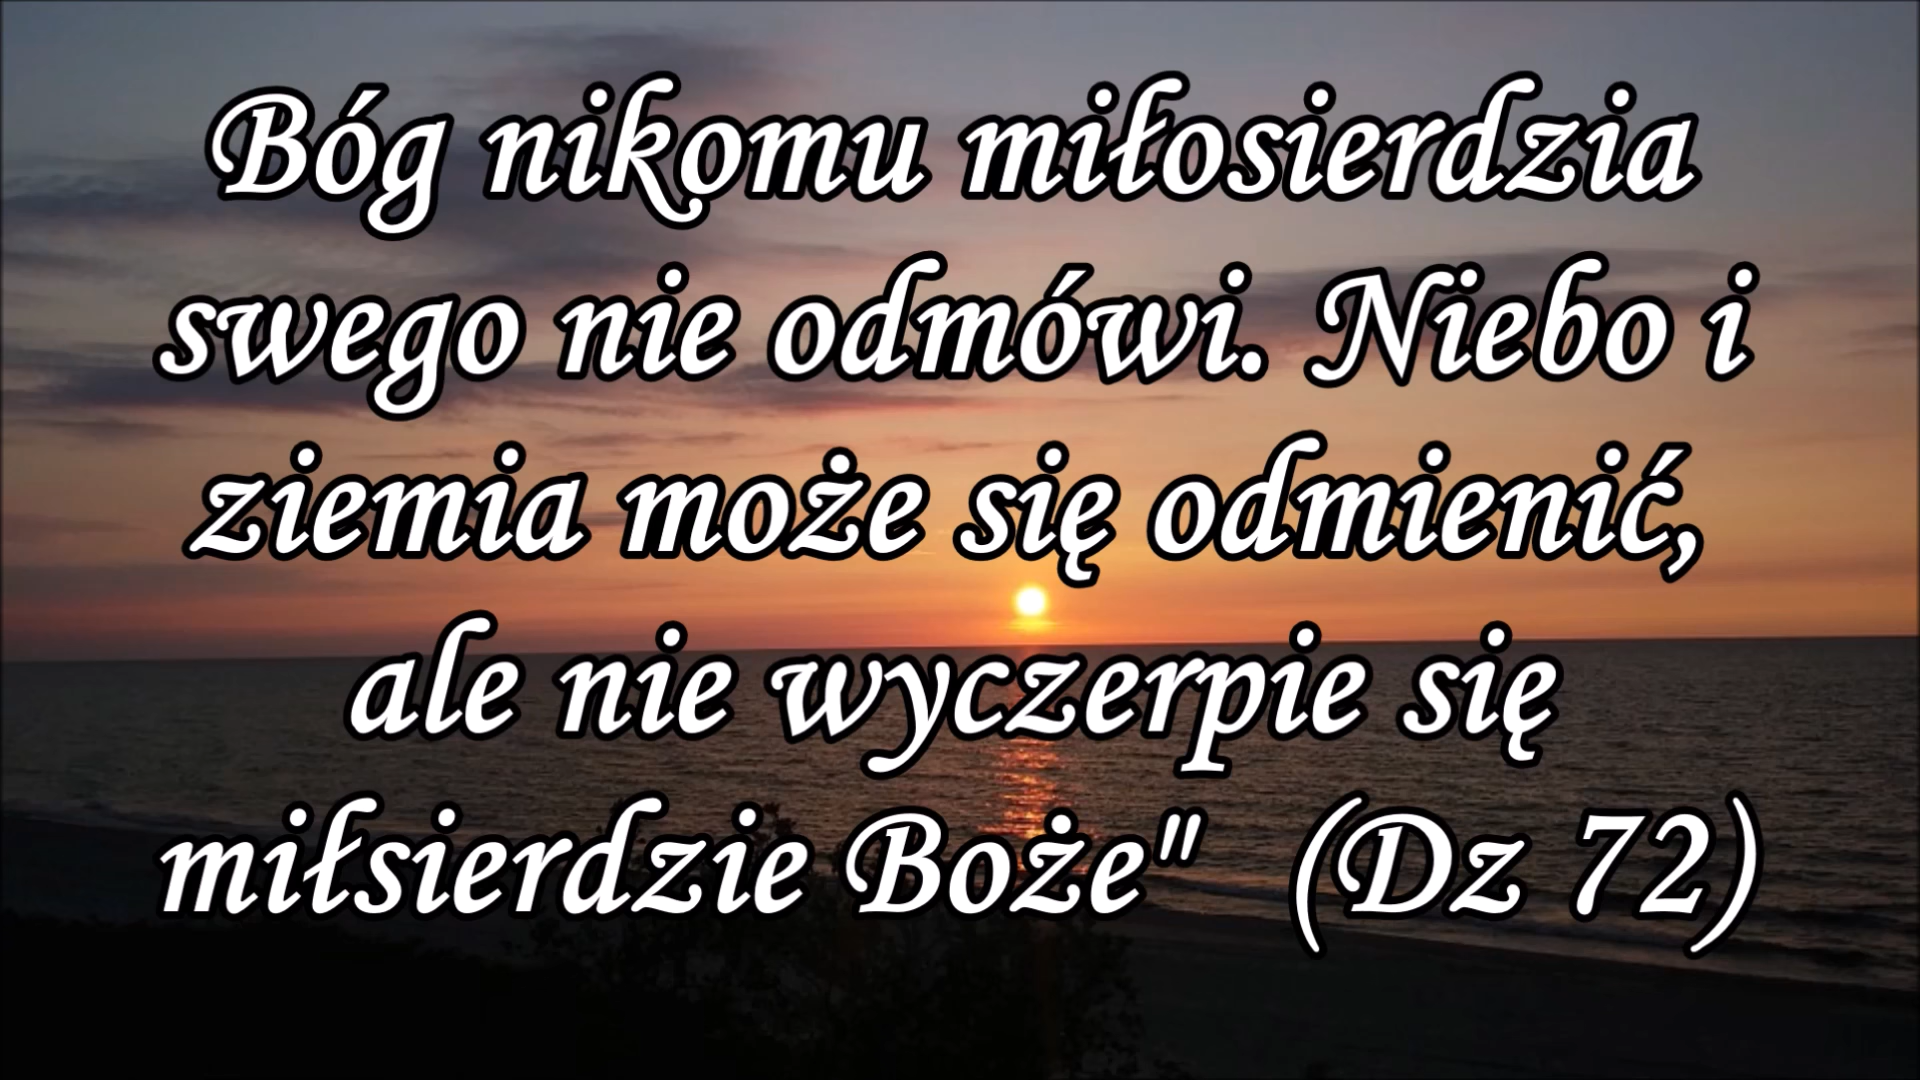 Bóg nikomu miłosierdzia
swego nie odmówi. Niebo i
ziemia może się odmienić,
ale nie wyczerpie się
miłsierdzie Boże" (Dz 72)